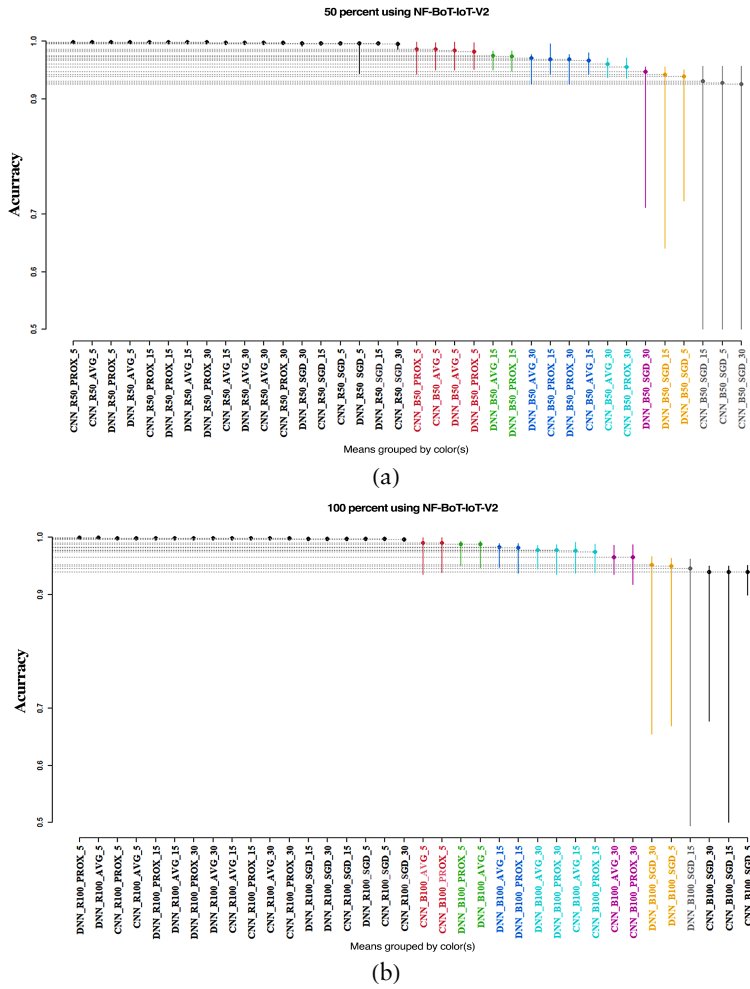 50 percent using NF-BoT-IoT-V2
Acurracy
1.0
0.9
0.7
0.6
0.5
CNN_R50_PROX_5
CNN_R50_AVG_5
DNN_R50_PROX_5
DNN_R50_AVG_5
CNN_R50_PROX_15
DNN_R50_AVG_15
DNN_R50_PROX_15
DNN_R50_PROX_30
CNN_R50_AVG_15
DNN_R50_AVG_30
CNN_R50_AVG_30
CNN_R50_PROX_30
DNN_R50_SGD_30
CNN_R50_SGD_15
CNN_R50_SGD_5
DNN_R50_SGD_5
DNN_R50_SGD_15
CNN_R50_SGD_30
CNN_B50_PROX_5
CNN_B50_AVG_5
DNN_B50_AVG_5
DNN_B50_PROX_5
DNN_B50_AVG_15
DNN_B50_PROX_15
DNN_B50_AVG_30
CNN_B50_PROX_15
DNN_B50_PROX_30
CNN_B50_AVG_15
CNN_B50_AVG_30
CNN_B50_PROX_30
DNN_B50_SGD_30
DNN_B50_SGD_15
DNN_B50_SGD_5
CNN_B50_SGD_15
CNN_B50_SGD_5
CNN_B50_SGD_30
Means grouped by color(s)
(a)
100 percent using NF-BoT-IoT-V2
Acurracy
1.0
0.9
0.7
0.6
0.5
DNN_R100_PROX_5
DNN_R100_AVG_5
CNN_R100_PROX_5
CNN_R100_AVG_5
CNN_R100_PROX_15
DNN_R100_AVG_15
DNN_R100_PROX_30
CNN_R100_AVG_15
DNN_R100_PROX_15
DNN_R100_AVG_30
CNN_R100_AVG_30
CNN_R100_PROX_30
DNN_R100_SGD_15
CNN_R100_SGD_15
DNN_R100_SGD_5
CNN_R100_SGD_5
DNN_R100_SGD_30
CNN_R100_SGD_30
CNN_B100_AVG_5
CNN_B100_PROX_5
DNN_B100_PROX_5
DNN_B100_AVG_5
DNN_B100_AVG_15
DNN_B100_PROX_15
DNN_B100_AVG_30
DNN_B100_PROX_30
CNN_B100_AVG_15
CNN_B100_PROX_15
CNN_B100_AVG_30
CNN_B100_PROX_30
DNN_B100_SGD_30
DNN_B100_SGD_5
DNN_B100_SGD_15
CNN_B100_SGD_30
CNN_B100_SGD_15
CNN_B100_SGD_5
Means grouped by color(s)
(b)